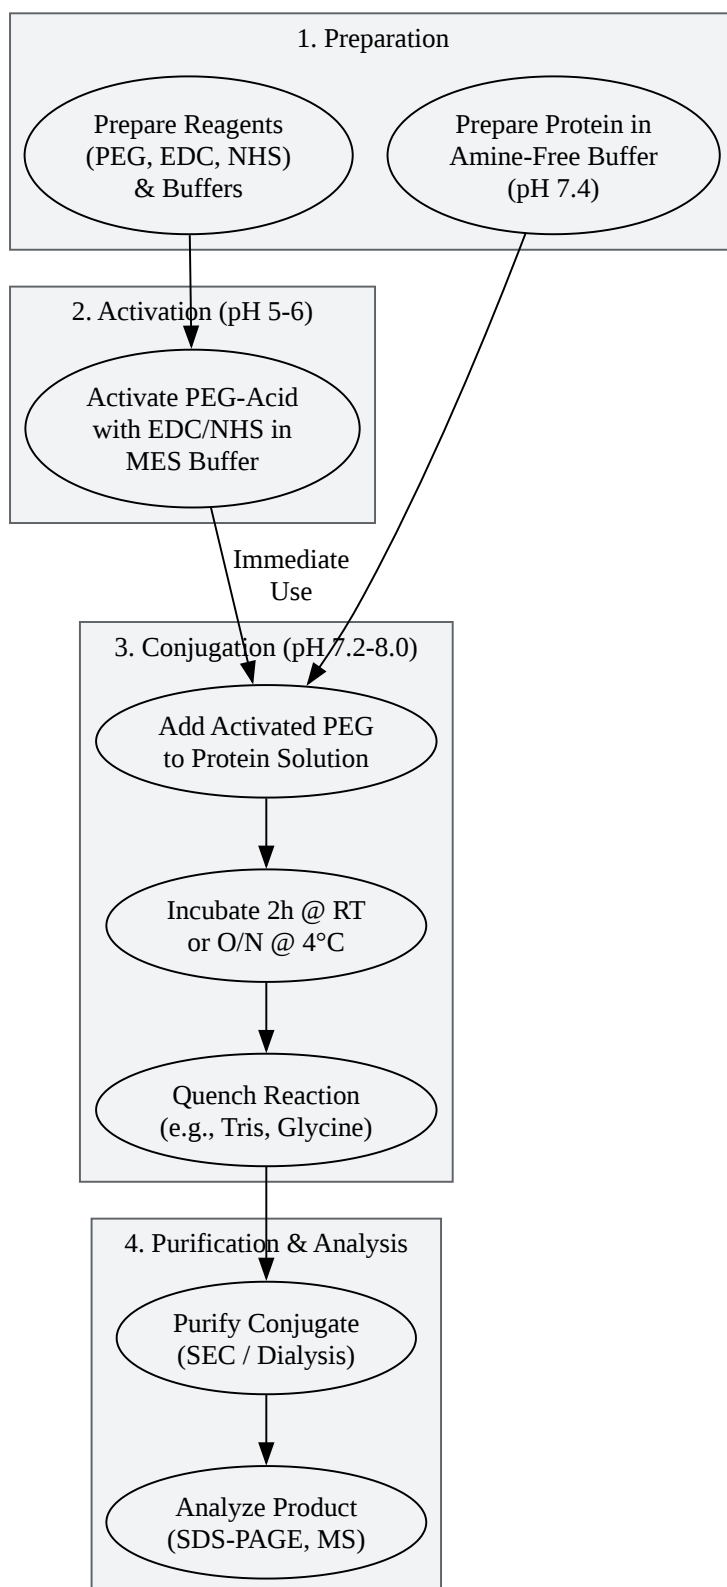 1. Preparation
Prepare Reagents
(PEG, EDC, NHS)
& Buffers
Prepare Protein in
Amine-Free Buffer
(pH 7.4)
2. Activation (pH 5-6)
Activate PEG-Acid
with EDC/NHS in
MES Buffer
Immediate
Use
3. Conjugation (pH 7.2-8.0)
Add Activated PEG
to Protein Solution
Incubate 2h @ RT
or O/N @ 4°C
Quench Reaction
(e.g., Tris, Glycine)
4. Purification & Analysis
Purify Conjugate
(SEC / Dialysis)
Analyze Product
(SDS-PAGE, MS)